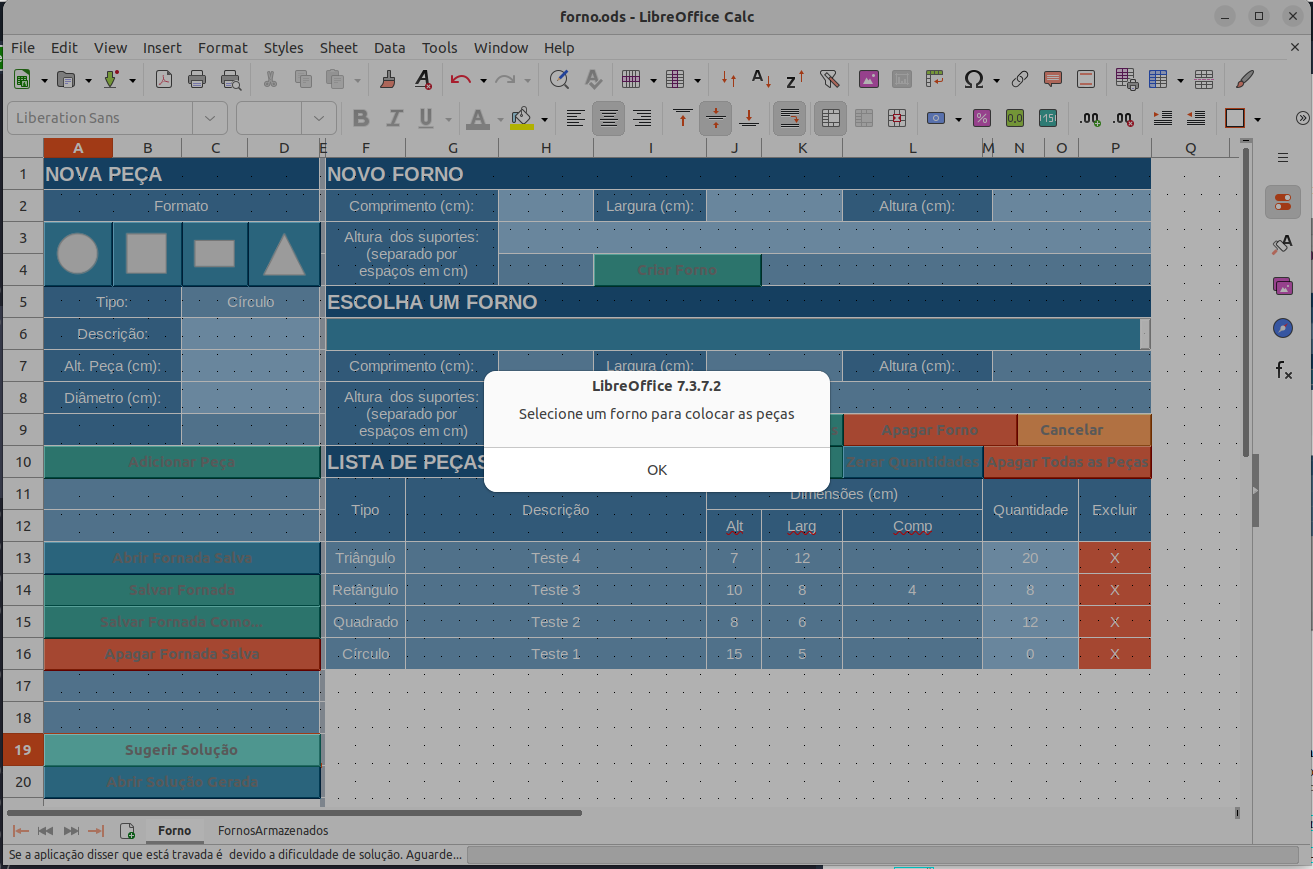 forno.ods - LibreOffice Calc
File Edit View Insert Format Styles Sheet Data Tools Window Help
Liberation Sans
A B C D E F G H I J K L M N O P Q
1 NOVA PEÇA NOVO FORNO
2 Formato Comprimento (cm): Largura (cm): Altura (cm):
3 Altura dos suportes:
(separado por
4 espaços em cm) Criar Forno
5 Tipo: Círculo ESCOLHA UM FORNO
6 Descrição:
7 Alt. Peça (cm): Comprimento (cm): Largura (cm): Altura (cm):
8 Diâmetro (cm): Altura dos suportes:
(separado por
9 espaços em cm) Apagar Forno Cancelar
10 Adicionar Peça LISTA DE PEÇAS Zerar Quantidades Apagar Todas as Peças
LibreOffice 7.3.7.2
Selecione um forno para colocar as peças
OK
11 Tipo Descrição Dimensões (cm) Quantidade Excluir
12 Alt Larg Comp
13 Abrir Fornada Salva Triângulo Teste 4 7 12 20 X
14 Salvar Fornada Retângulo Teste 3 10 8 4 8 X
15 Salvar Fornada Como... Quadrado Teste 2 8 6 12 X
16 Apagar Fornada Salva Círculo Teste 1 15 5 0 X
17
18
19 Sugerir Solução
20 Abrir Solução Gerada
Forno FornosArmazenados
Se a aplicação disser que está travada é devido a dificuldade de solução. Aguarde...